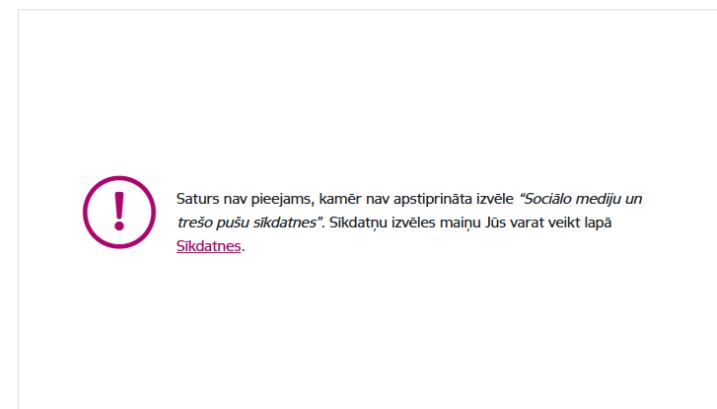 Saturs nav pieejams, kamēr nav apstiprināta izvēle “Sociālo mediju un
trešo pušu sīkdatnes”. Sīkdatņu izvēles maiņu Jūs varat veikt lapā
Sīkdatnes.